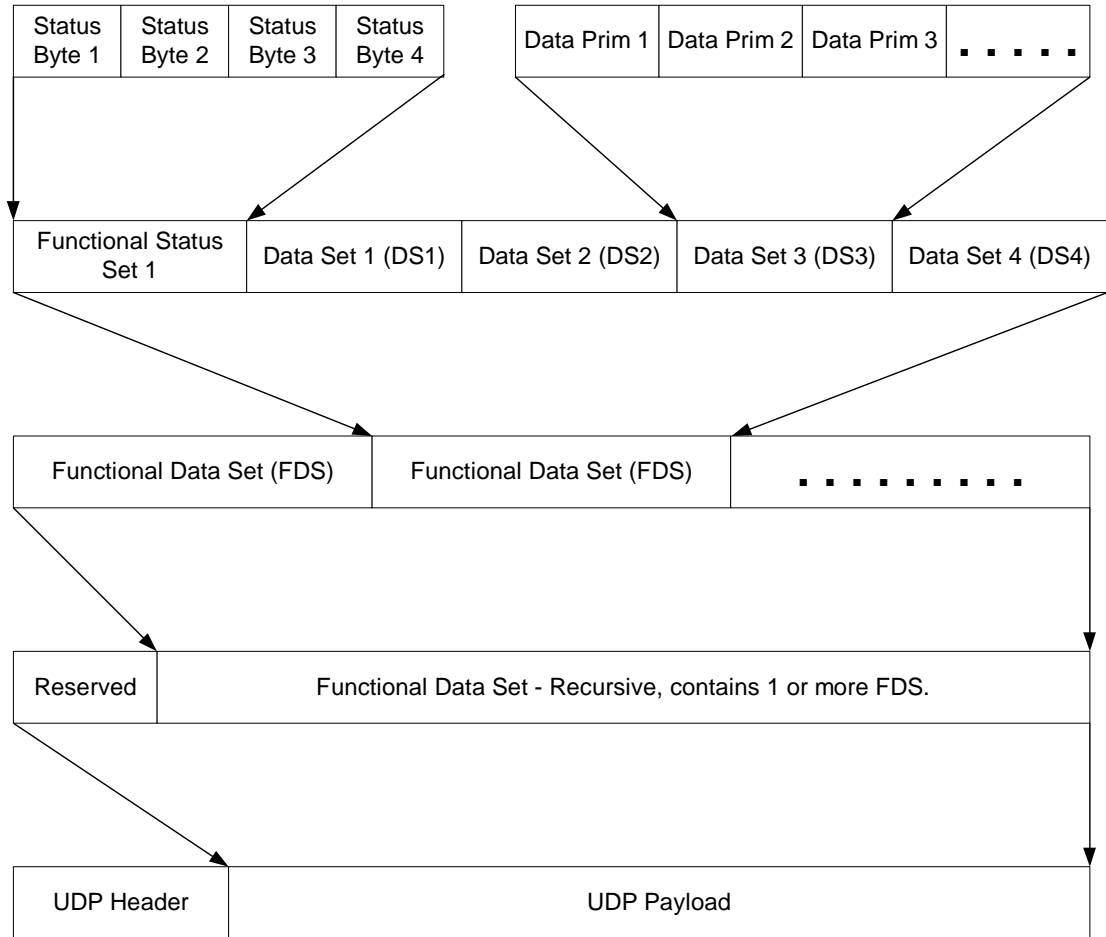 Status
Byte 1
Status
Byte 2
Status
Byte 3
Status
Byte 4
Data Prim 1
Data Prim 2
Data Prim 3
. . . . .
Functional Status
Set 1
Data Set 1 (DS1)
Data Set 2 (DS2)
Data Set 3 (DS3)
Data Set 4 (DS4)
Functional Data Set (FDS)
Functional Data Set (FDS)
. . . . . . . . .
Reserved
Functional Data Set - Recursive, contains 1 or more FDS.
UDP Header
UDP Payload